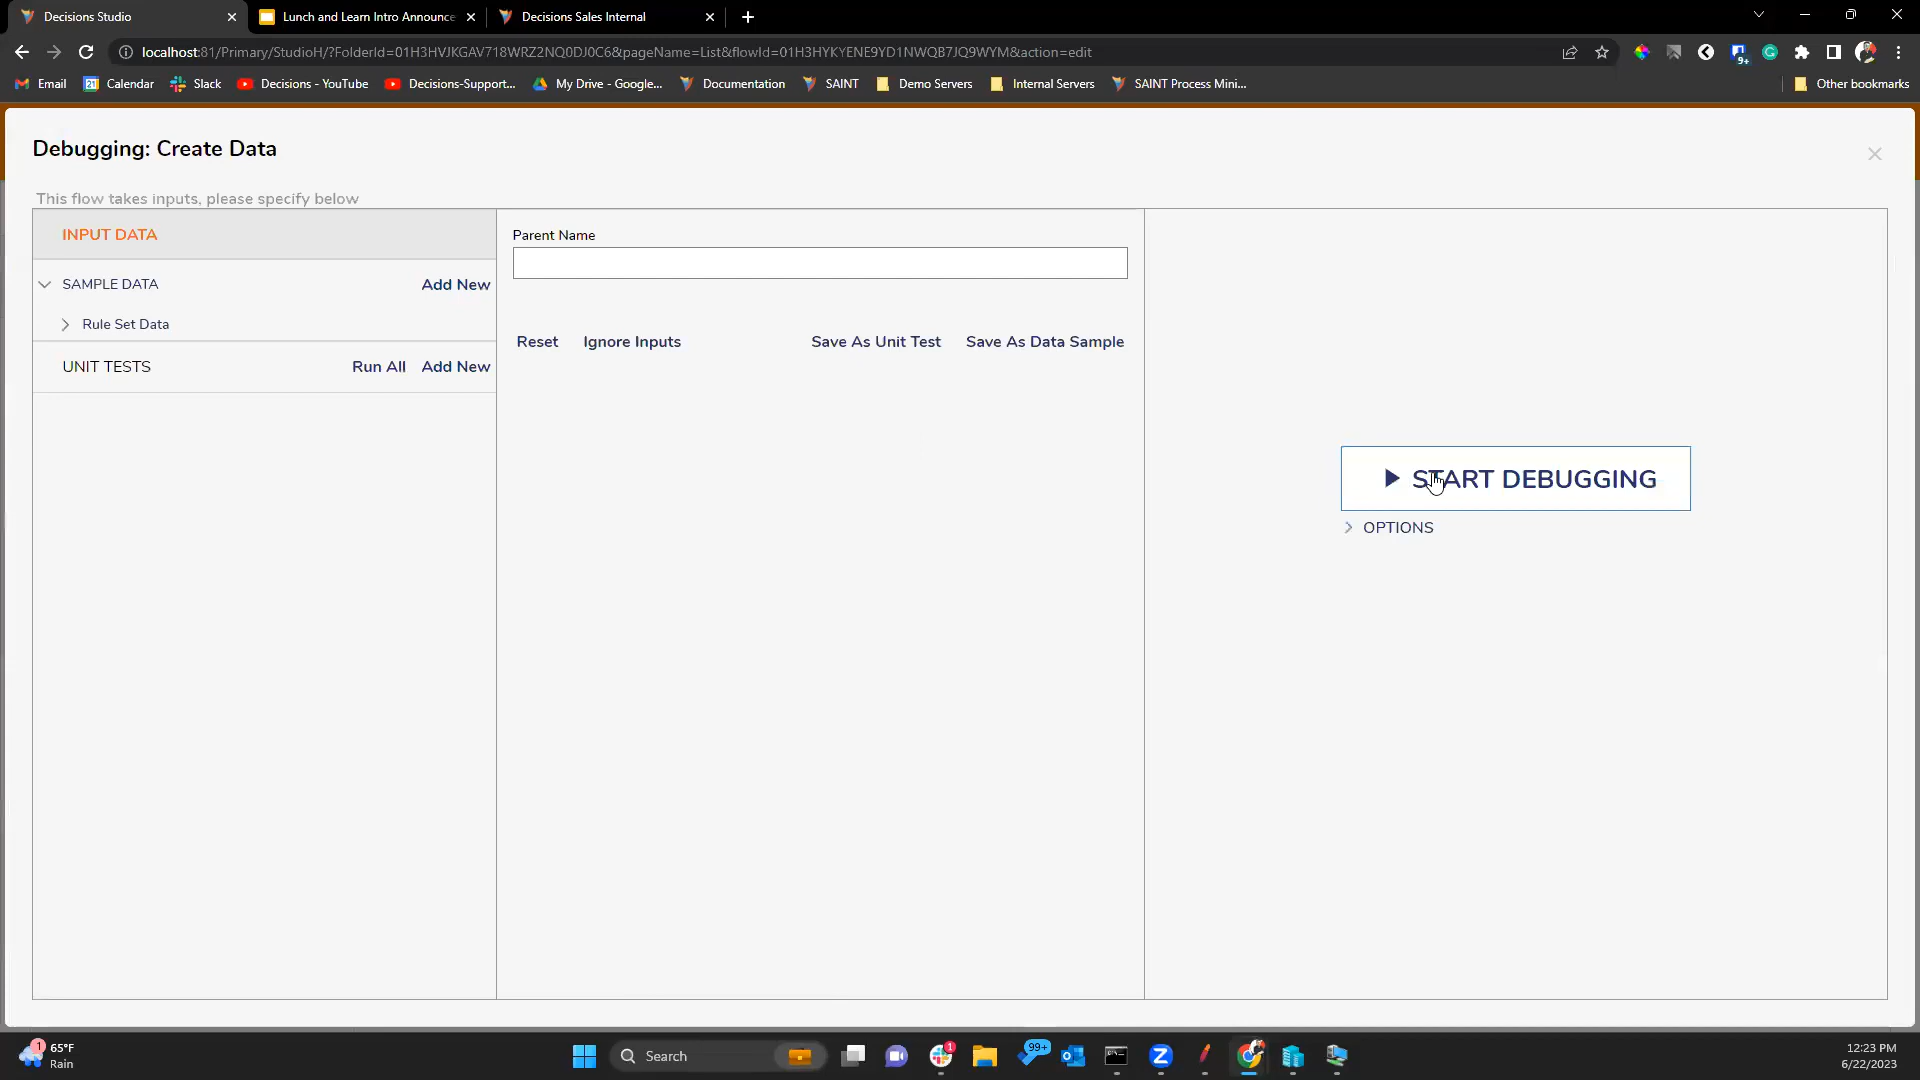 Decisions Studio
Lunch and Learn Intro Announce
Decisions Sales Internal
localhost:81/Primary/StudioH/?FolderId=01H3HVJKGAV718WRZ2NQ0DJ0C6&pageName=List&flowId=01H3HYKYENE9YD1NWQB7JQ9WYM&action=edit
9+
Email
Calendar
Slack
Decisions - YouTube
Decisions-Support...
My Drive - Google...
Documentation
SAINT
Demo Servers
Internal Servers
SAINT Process Mini...
Other bookmarks
Debugging: Create Data
This flow takes inputs, please specify below
INPUT DATA
SAMPLE DATA Add New
Rule Set Data
UNIT TESTS Run All Add New
Parent Name
Reset Ignore Inputs Save As Unit Test Save As Data Sample
START DEBUGGING
OPTIONS
1
65°F
Rain
Search
1
99+
12:23 PM
6/22/2023